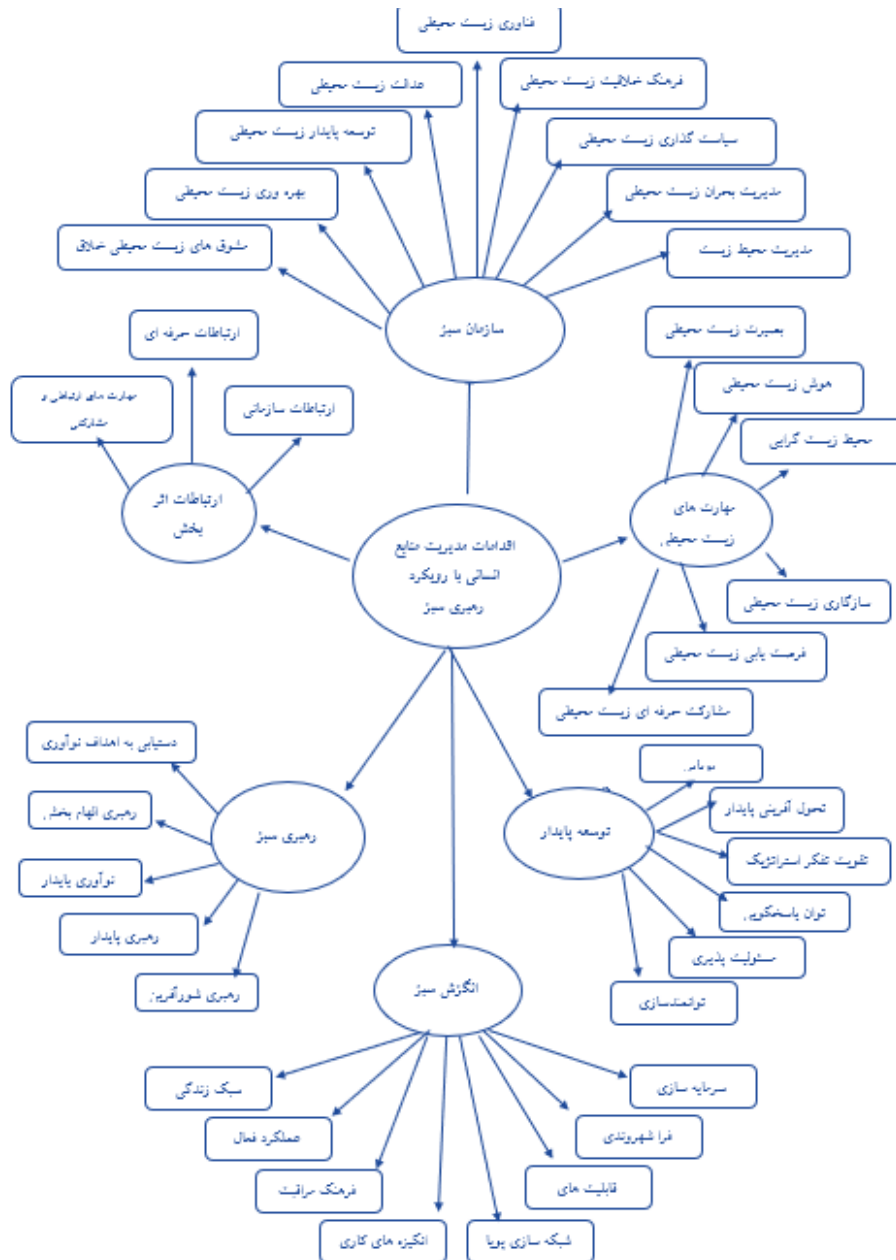 فناوری زیست محیطی
فرهنگ خلاقیت زیست محیطی
عدالت زیست محیطی
سیاست گذاری زیست محیطی
توسعه پایدار زیست محیطی
مدیریت بحران زیست محیطی
بهره وری زیست محیطی
مدیریت محیط زیست
مشوق های زیست محیطی خلاق
سازمان سبز
ارتباطات حرفه ای
بصیرت زیست محیطی
هوش زیست محیطی
مهارت های ارتباطی و
مشارکتی
ارتباطات سازمانی
محیط زیست گرایی
ارتباطات اثر
بخش
مهارت های
زیست محیطی
اقدامات مدیریت منابع
انسانی با رویکرد
رهبری سبز
سازگاری زیست محیطی
فرصت یابی زیست محیطی
مشارکت حرفه ای زیست محیطی
دستیابی به اهداف نوآوری
تحول آفرینی پایدار
رهبری الهام بخش
رهبری سبز
توسعه پایدار
تقویت تفکر استراتژیک
نوآوری پایدار
توان پاسخگویی
رهبری پایدار
مسئولیت پذیری
رهبری شورآفرین
انگزش سبز
توانمندسازی
سبک زندگی
سرمایه سازی
عملکرد فعال
فرا شهروندی
فرهنگ مراقبت
قابلیت های
انگیزه های کاری
شبکه سازی پویا